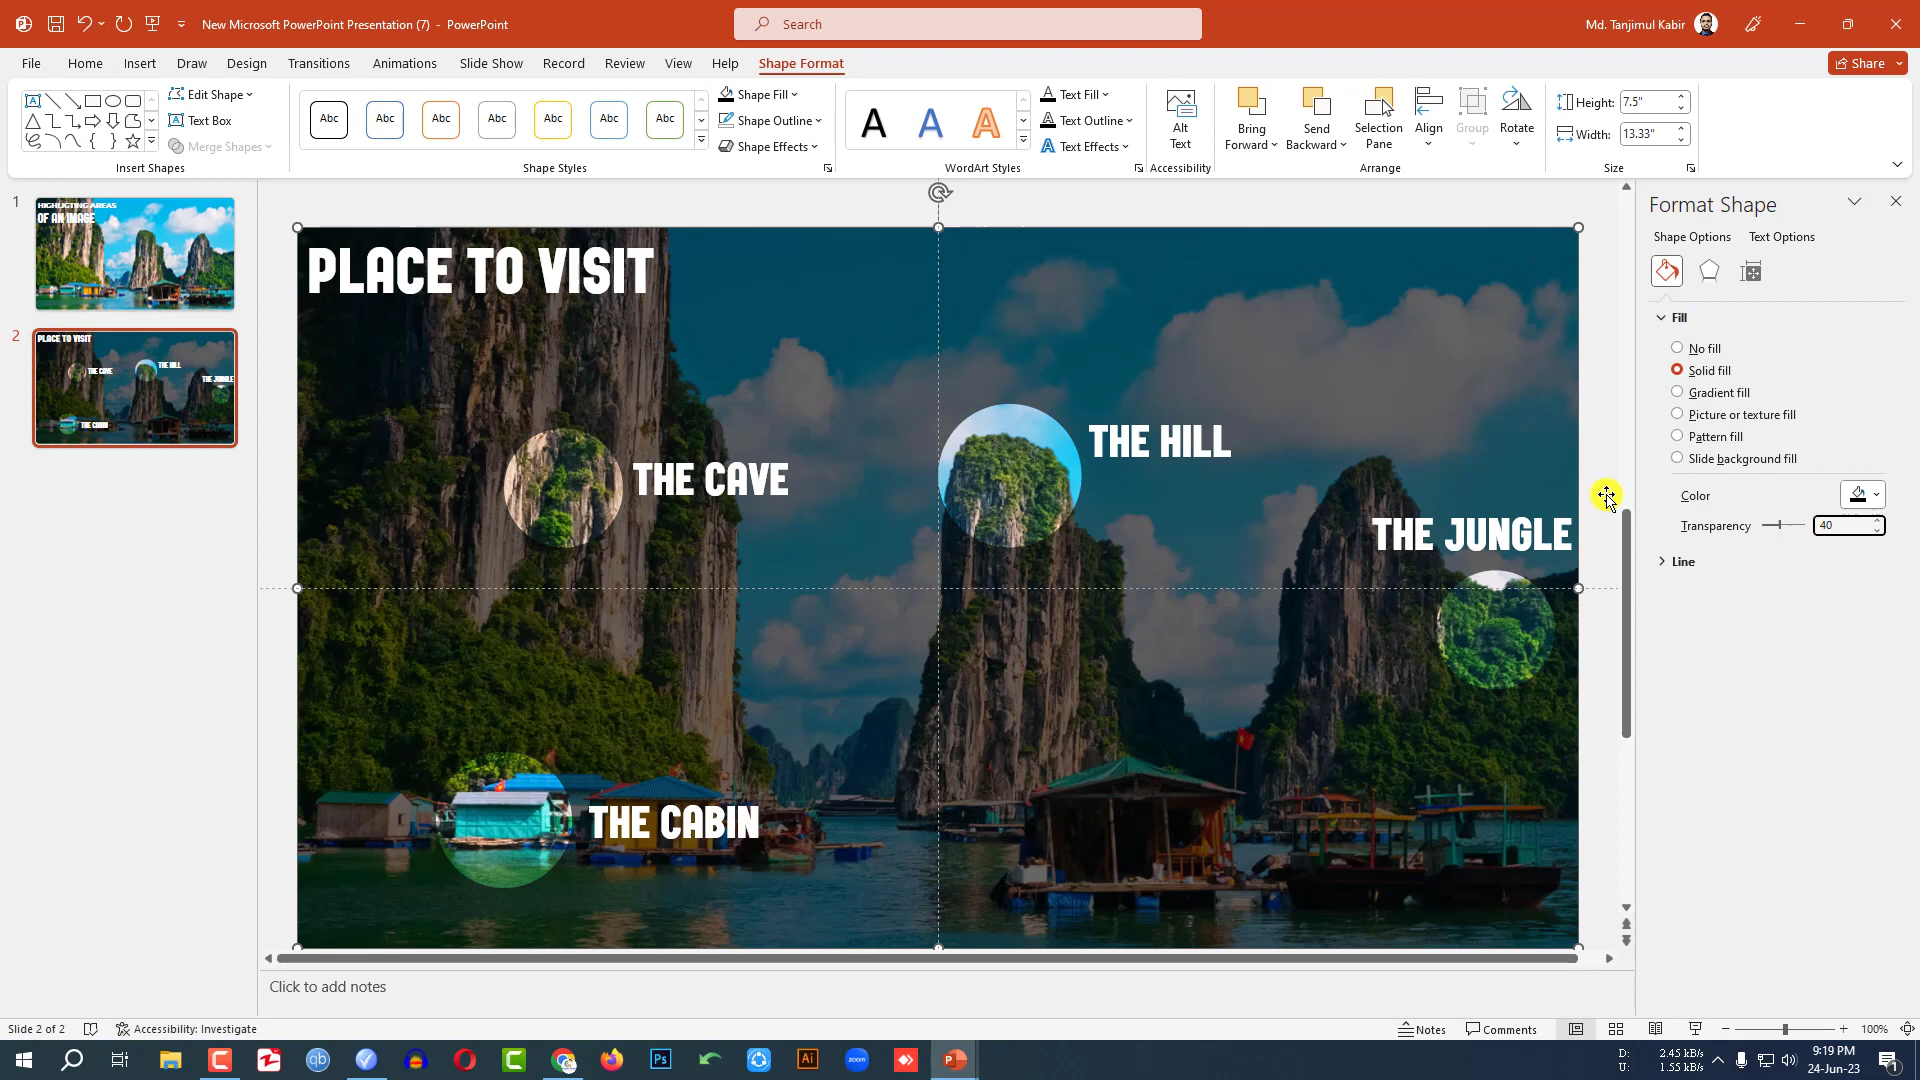 New Microsoft PowerPoint Presentation (7) - PowerPoint
Search
Md. Tanjimul Kabir
File Home Insert Draw Design Transitions Animations Slide Show Record Review View Help Shape Format
Share
Edit Shape
Text Box
Merge Shapes
Insert Shapes
Abc Abc Abc Abc Abc Abc Abc
Shape Fill
Shape Outline
Shape Effects
Shape Styles
A A A
Text Fill
Text Outline
Text Effects
WordArt Styles
Alt Text
Accessibility
Bring Forward
Send Backward
Selection Pane
Align
Group
Rotate
Arrange
Height: 7.5"
Width: 13.33"
Size
1
HIGHLIGTING AREAS
OF AN IMAGE
2
PLACE TO VISIT
THE CAVE
THE HILL
THE JUNGLE
THE CABIN
PLACE TO VISIT
THE CAVE
THE HILL
THE JUNGLE
THE CABIN
Format Shape
Shape Options Text Options
Fill
No fill
Solid fill
Gradient fill
Picture or texture fill
Pattern fill
Slide background fill
Color
Transparency 40
Line
Click to add notes
Slide 2 of 2
Accessibility: Investigate
Notes
Comments
100%
qb
Ps
Ai
zoom
D: 2.45 kB/s
U: 1.55 kB/s
9:19 PM
24-Jun-23
1